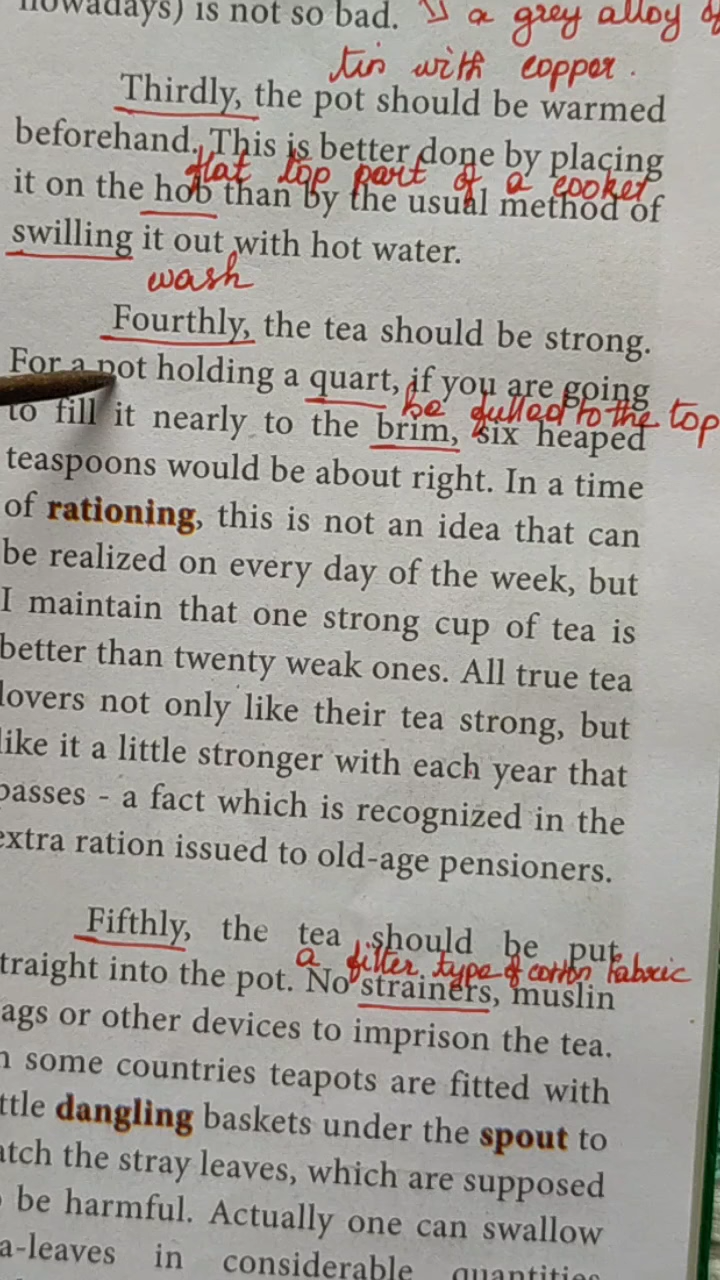 nowadays) is not so bad. a grey alloy of
tin with copper.
Thirdly, the pot should be warmed
beforehand. This is better done by placing
flat top part of a cooker
it on the hob than by the usual method of
swilling it out with hot water.
wash
Fourthly, the tea should be strong.
For a pot holding a quart, if you are going
be fulled to the top
to fill it nearly to the brim, six heaped
teaspoons would be about right. In a time
of rationing, this is not an idea that can
be realized on every day of the week, but
I maintain that one strong cup of tea is
better than twenty weak ones. All true tea
lovers not only like their tea strong, but
like it a little stronger with each year that
passes - a fact which is recognized in the
extra ration issued to old-age pensioners.
Fifthly, the tea should be put
a filter type of cotton fabric
traight into the pot. No strainers, muslin
ags or other devices to imprison the tea.
n some countries teapots are fitted with
ttle dangling baskets under the spout to
atch the stray leaves, which are supposed
be harmful. Actually one can swallow
a-leaves in considerable quantities